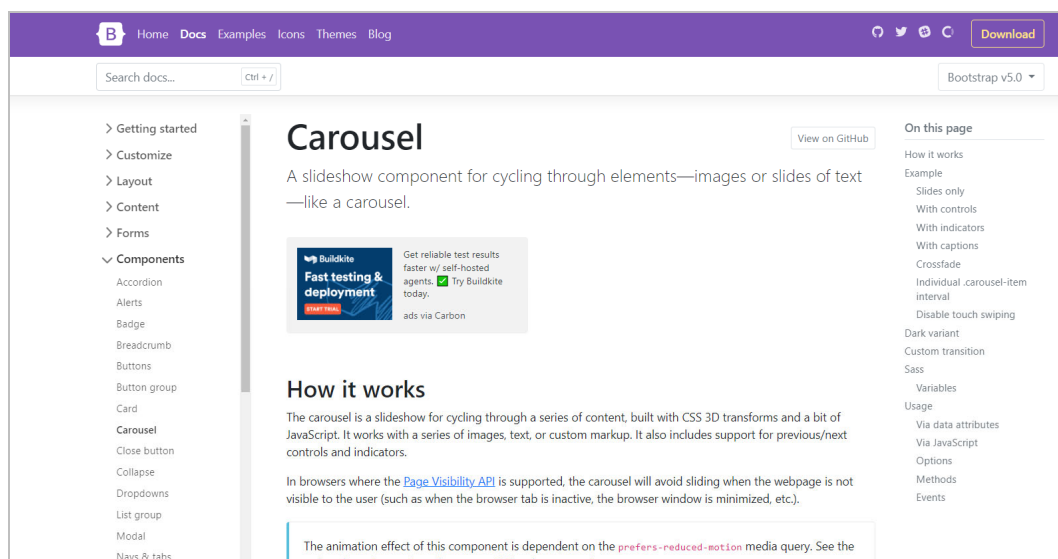 B Home Docs Examples Icons Themes Blog Download
Search docs... Ctrl + / Bootstrap v5.0
Getting started
Customize
Layout
Content
Forms
Components
Accordion
Alerts
Badge
Breadcrumb
Buttons
Button group
Card
Carousel
Close button
Collapse
Dropdowns
List group
Modal
Navs & tabs
Carousel
View on GitHub
A slideshow component for cycling through elements—images or slides of text
—like a carousel.
Buildkite
Fast testing &
deployment
START TRIAL
Get reliable test results
faster w/ self-hosted
agents. ✅ Try Buildkite
today.
ads via Carbon
How it works
The carousel is a slideshow for cycling through a series of content, built with CSS 3D transforms and a bit of
JavaScript. It works with a series of images, text, or custom markup. It also includes support for previous/next
controls and indicators.
In browsers where the Page Visibility API is supported, the carousel will avoid sliding when the webpage is not
visible to the user (such as when the browser tab is inactive, the browser window is minimized, etc.).
The animation effect of this component is dependent on the prefers-reduced-motion media query. See the
On this page
How it works
Example
Slides only
With controls
With indicators
With captions
Crossfade
Individual .carousel-item
interval
Disable touch swiping
Dark variant
Custom transition
Sass
Variables
Usage
Via data attributes
Via JavaScript
Options
Methods
Events